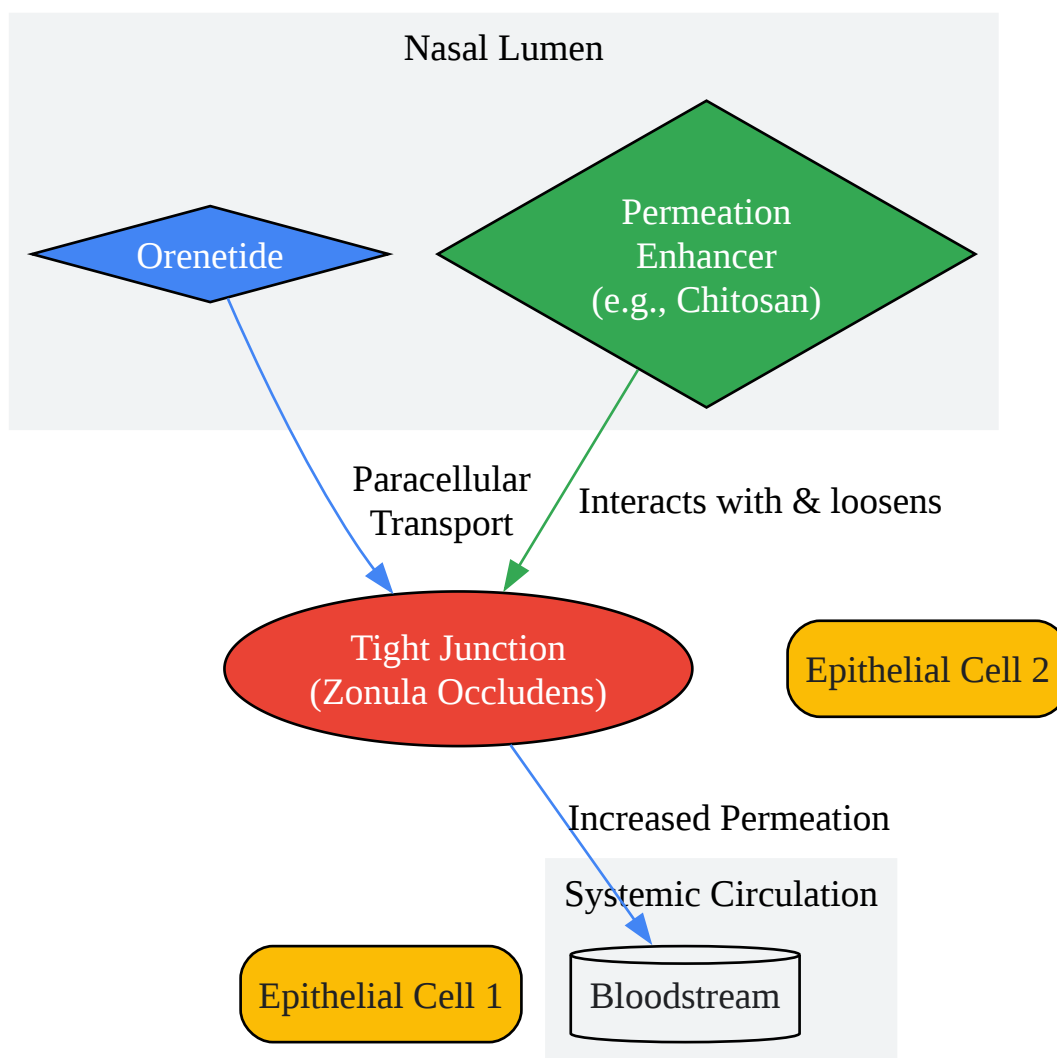 Nasal Lumen
Orenetide
Permeation
Enhancer
(e.g., Chitosan)
Paracellular
Transport
Interacts with & loosens
Tight Junction
(Zonula Occludens)
Epithelial Cell 2
Increased Permeation
Systemic Circulation
Epithelial Cell 1
Bloodstream